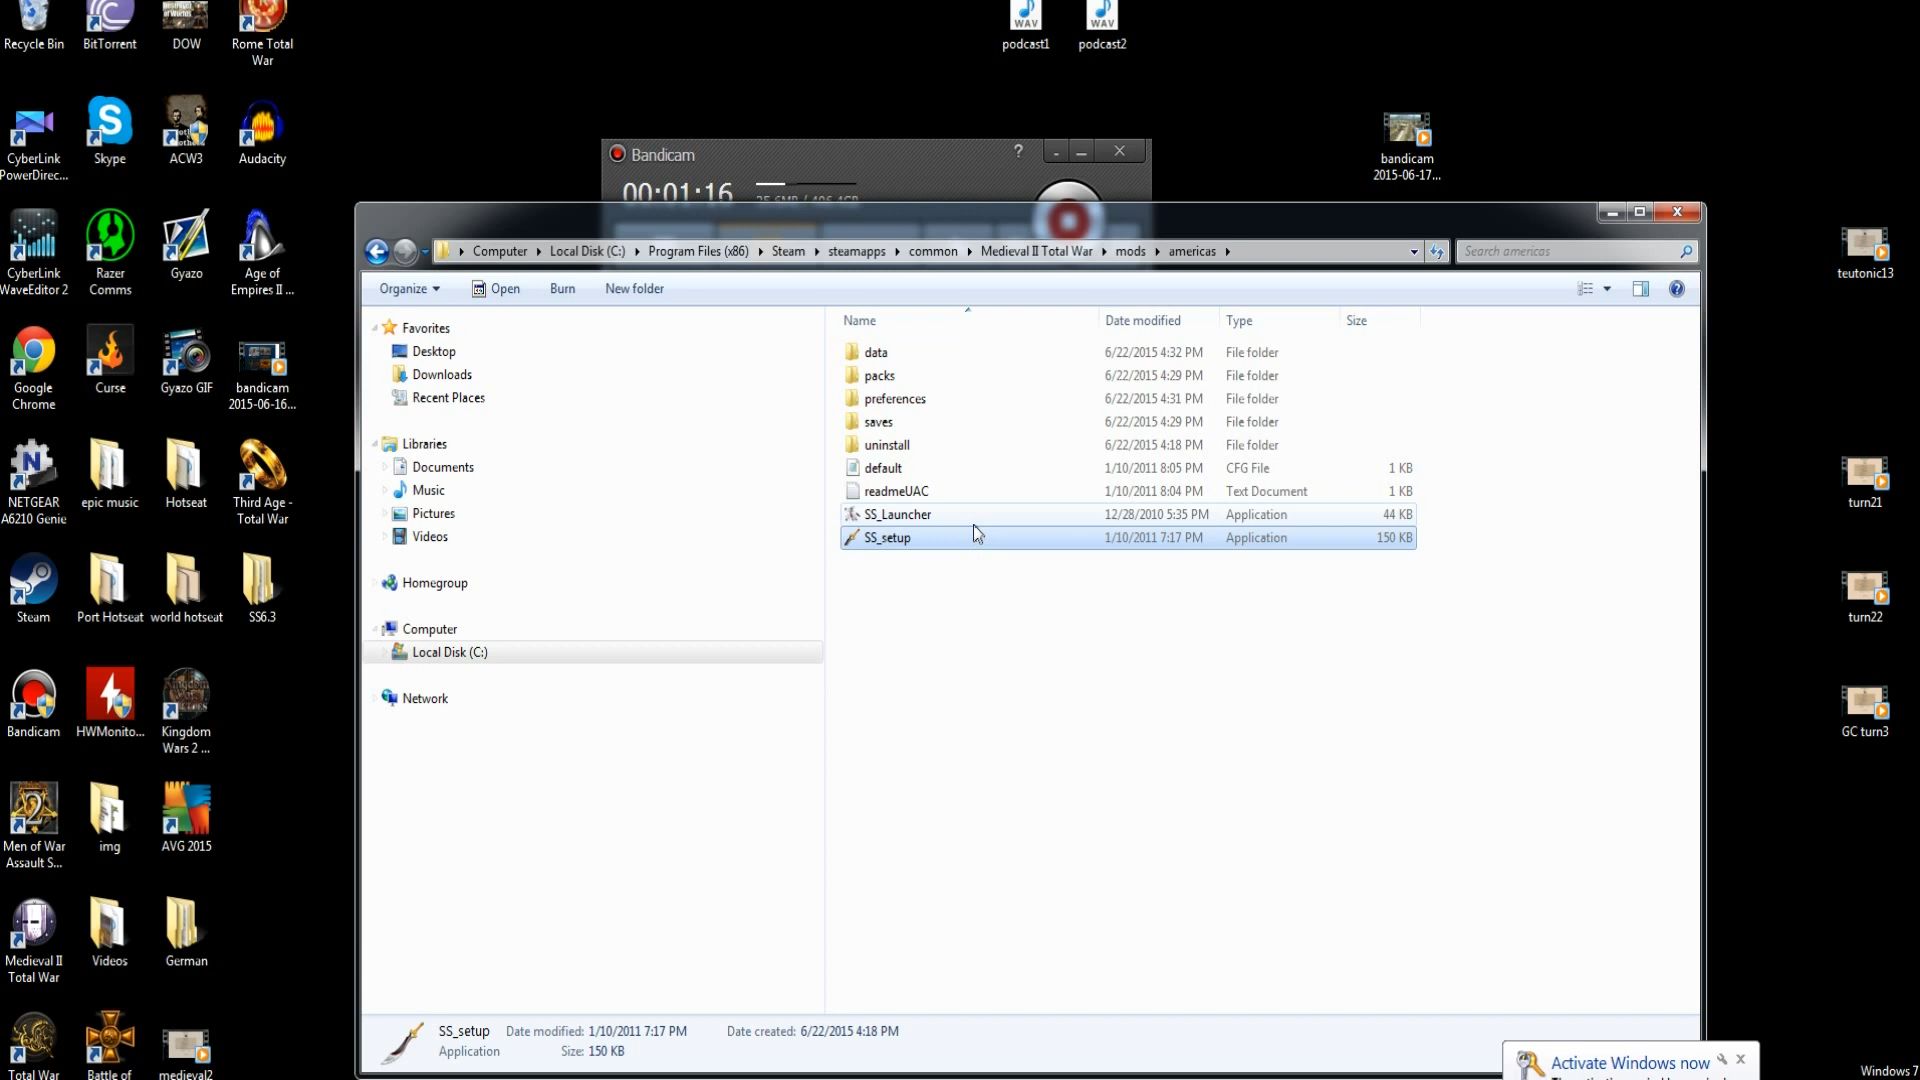 Recycle Bin
BitTorrent
DOW
Rome Total
War
WAV
WAV
podcast1
podcast2
CyberLink
PowerDirec...
Skype
ACW3
Audacity
bandicam
2015-06-17...
Bandicam
?
00:01:16
CyberLink
WaveEditor 2
Razer
Comms
Gyazo
Age of
Empires II ...
teutonic13
Computer
Local Disk (C:)
Program Files (x86)
Steam
steamapps
common
Medieval II Total War
mods
americas
Search americas
Organize
Open
Burn
New folder
Name
Date modified
Type
Size
Favorites
Desktop
Downloads
Recent Places
Libraries
Documents
Music
Pictures
Videos
Homegroup
Computer
Local Disk (C:)
Network
data 6/22/2015 4:32 PM File folder
packs 6/22/2015 4:29 PM File folder
preferences 6/22/2015 4:31 PM File folder
saves 6/22/2015 4:29 PM File folder
uninstall 6/22/2015 4:18 PM File folder
default 1/10/2011 8:05 PM CFG File 1 KB
readmeUAC 1/10/2011 8:04 PM Text Document 1 KB
SS_Launcher 12/28/2010 5:35 PM Application 44 KB
SS_setup 1/10/2011 7:17 PM Application 150 KB
Google
Chrome
Curse
Gyazo GIF
bandicam
2015-06-16...
NETGEAR
A6210 Genie
epic music
Hotseat
Third Age -
Total War
turn21
Steam
Port Hotseat
world hotseat
SS6.3
turn22
Bandicam
HWMonito...
Kingdom
Wars 2 ...
GC turn3
Men of War
Assault S...
img
AVG 2015
Medieval II
Total War
Videos
German
Total War
Battle of
medieval2
SS_setup Date modified: 1/10/2011 7:17 PM Date created: 6/22/2015 4:18 PM
Application Size: 150 KB
Activate Windows now
Windows 7